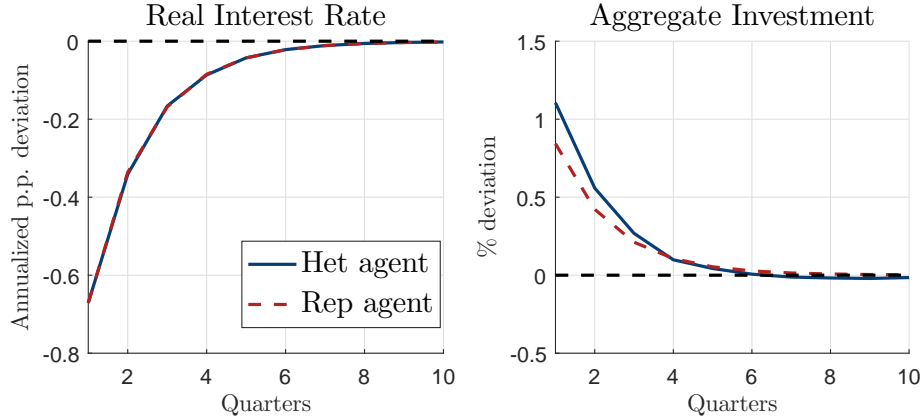 Real Interest Rate
Annualized p.p. deviation
0
-0.2
-0.4
-0.6
-0.8
Het agent
Rep agent
2 4 6 8 10
Quarters
Aggregate Investment
% deviation
1.5
1
0.5
0
-0.5
2 4 6 8 10
Quarters